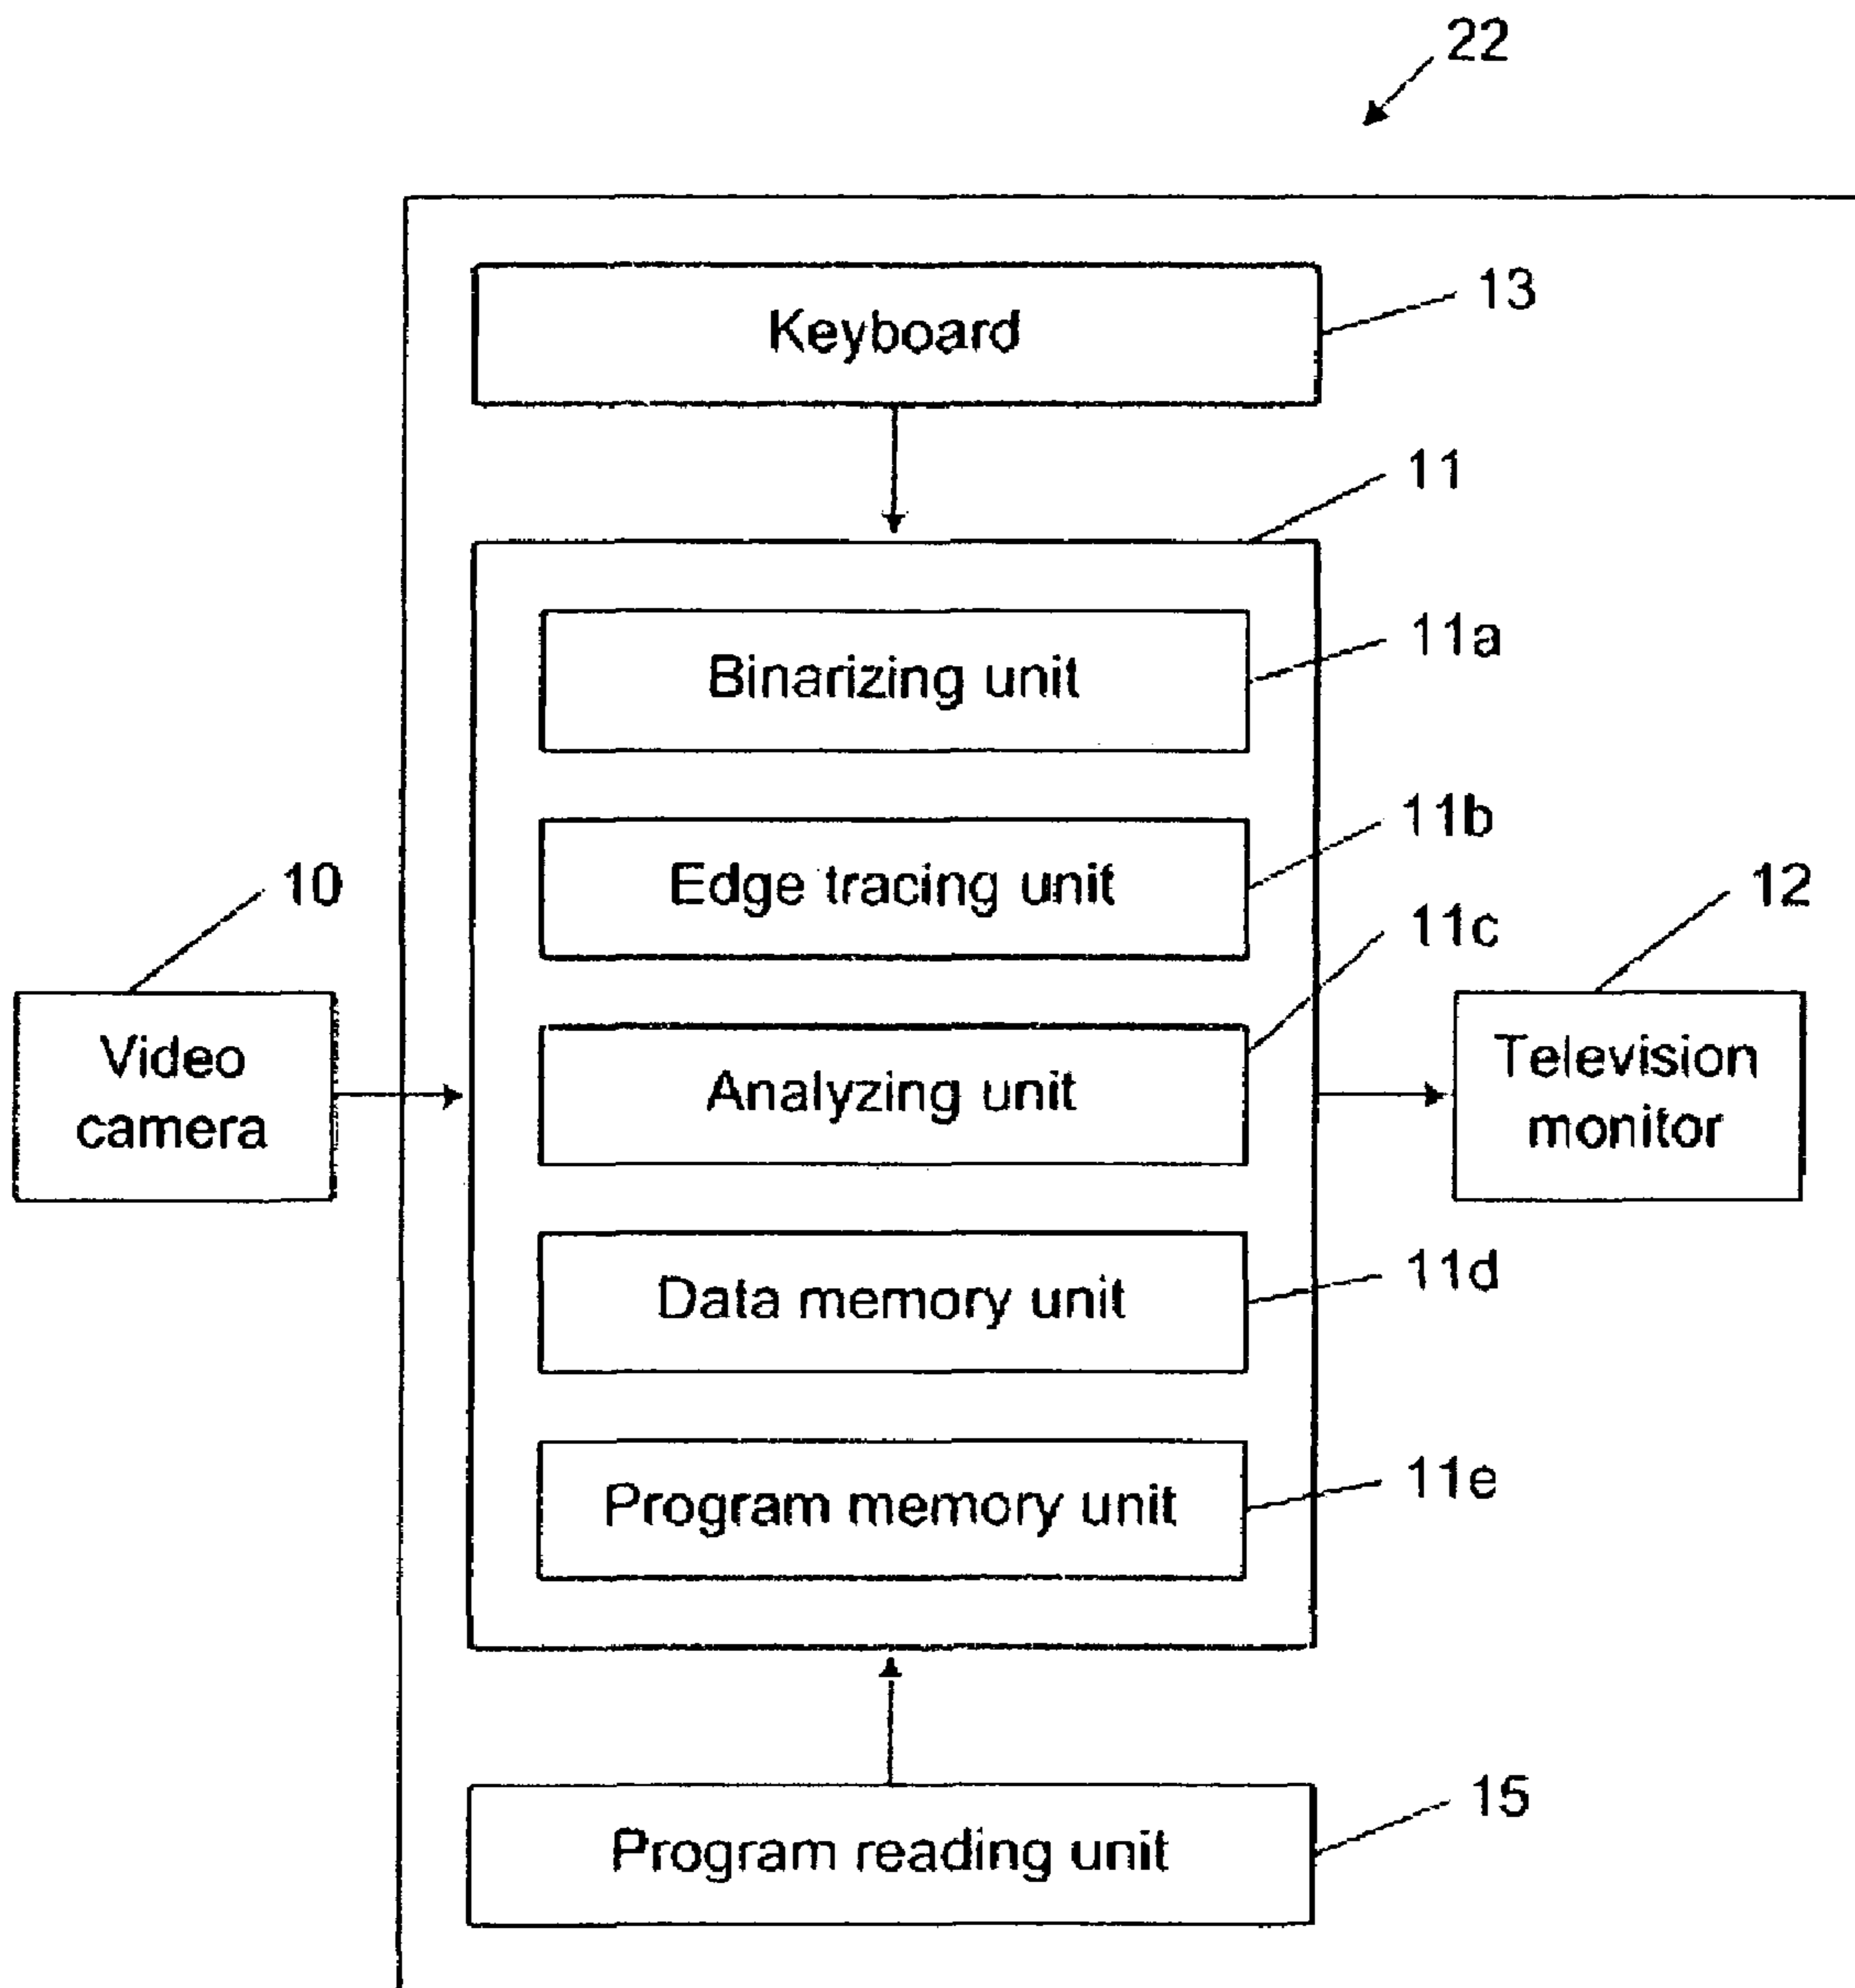 22
Keyboard
13
11
Binarizing unit
11a
Edge tracing unit
11b
10
12
11c
Video
camera
Analyzing unit
Television
monitor
Data memory unit
11d
Program memory unit
11e
Program reading unit
15